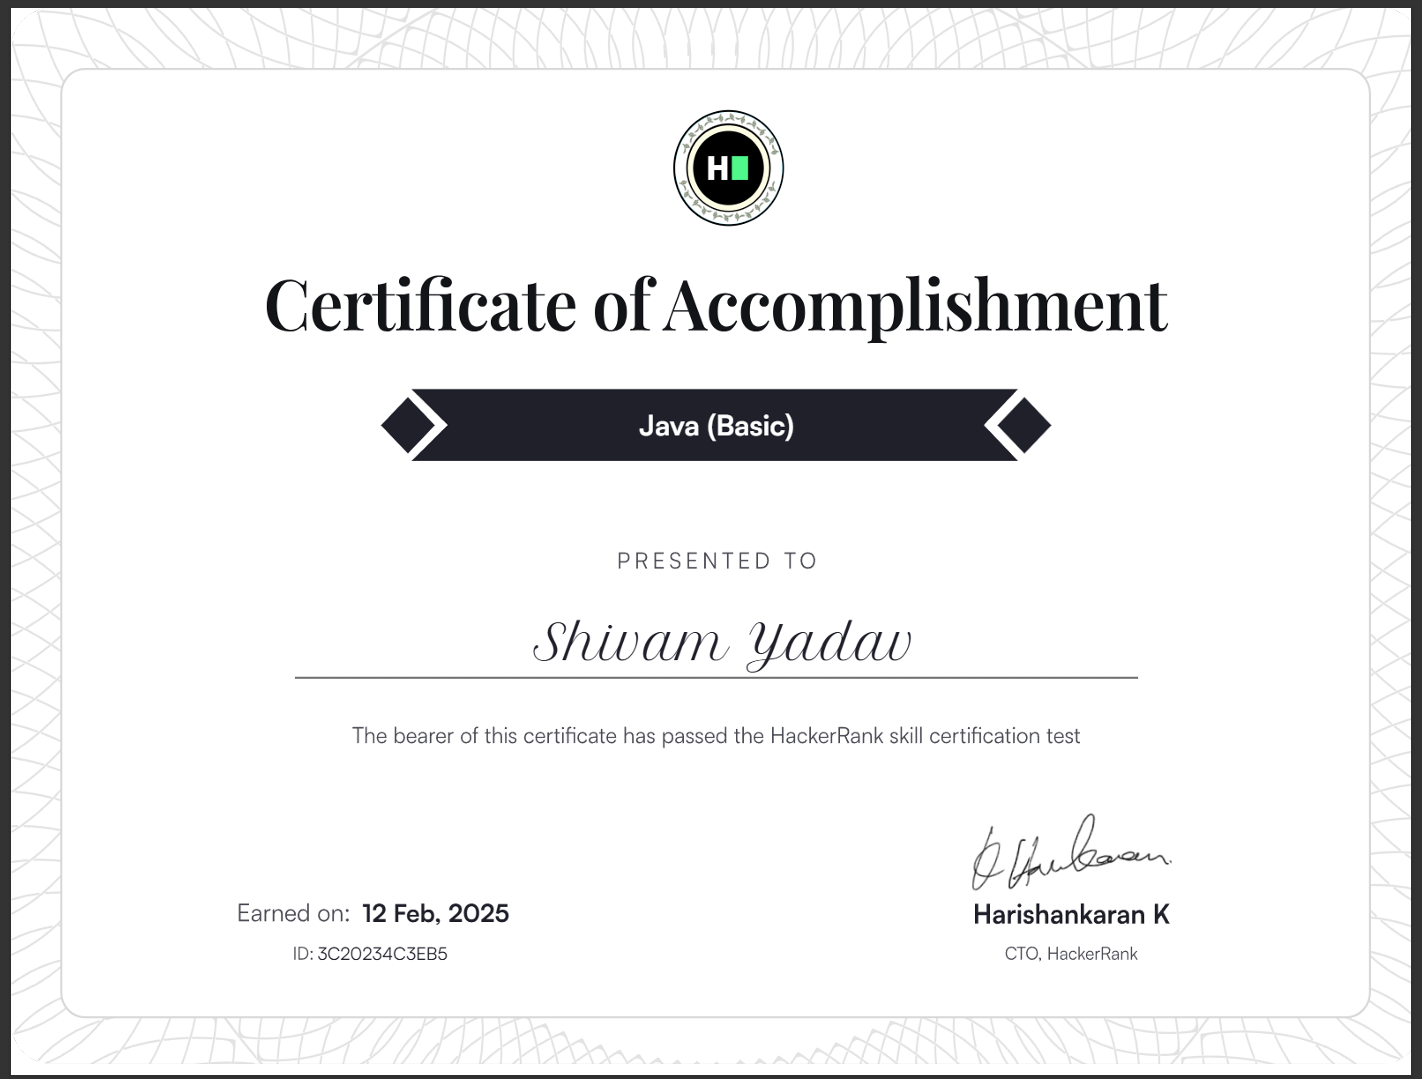 H
Certificate of Accomplishment
Java (Basic)
PRESENTED TO
Shivam Yadav
The bearer of this certificate has passed the HackerRank skill certification test
Earned on: 12 Feb, 2025
ID: 3C20234C3EB5
Harishankaran K
CTO, HackerRank